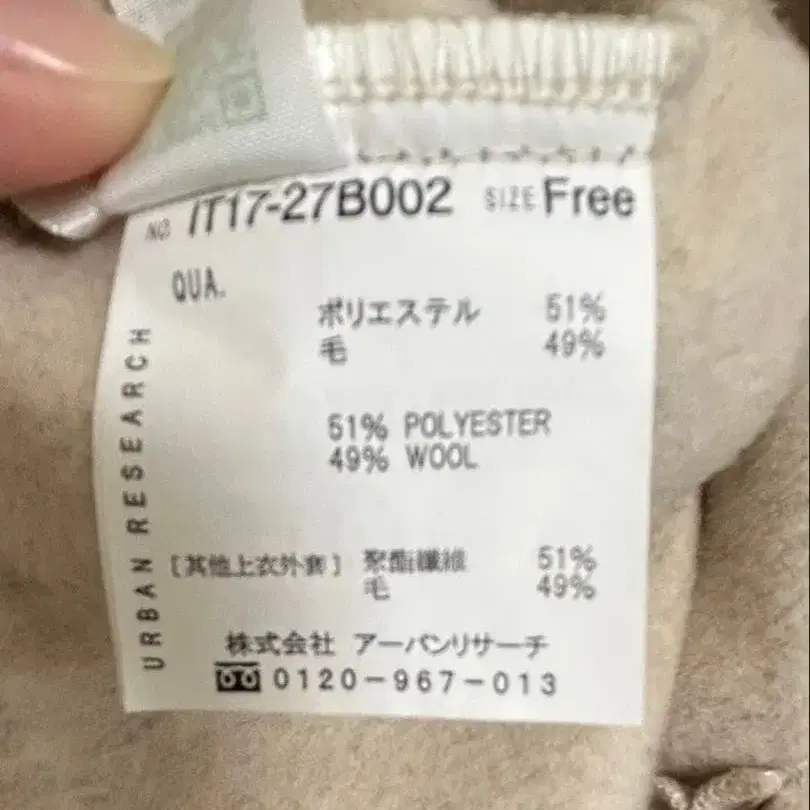 NO IT17-27B002 SIZE Free
QUA.
ポリエステル 51%
毛 49%
51% POLYESTER
49% WOOL
[其他上衣外套] 聚酯纖維 51%
毛 49%
株式会社 アーバンリサーチ
0120-967-013
URBAN RESEARCH